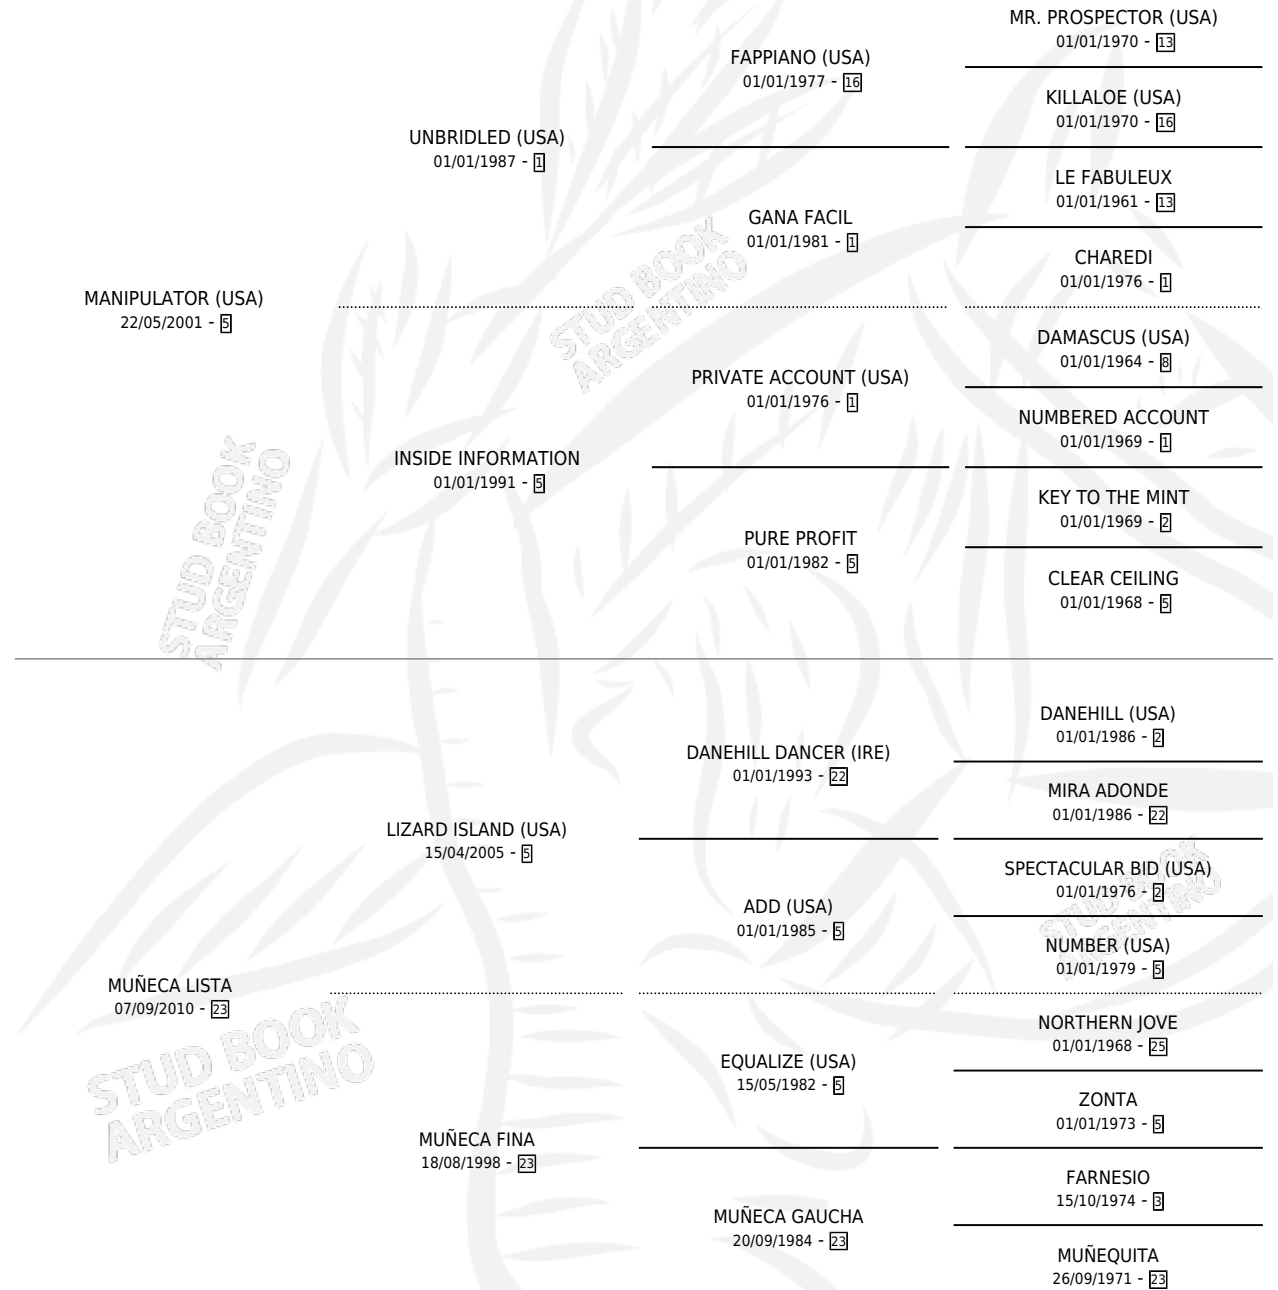 MR. PROSPECTOR (USA)
01/01/1970 - 13
FAPPIANO (USA)
01/01/1977 - 16
KILLALOE (USA)
01/01/1970 - 16
UNBRIDLED (USA)
01/01/1987 - 1
LE FABULEUX
01/01/1961 - 13
GANA FACIL
01/01/1981 - 1
CHAREDI
01/01/1976 - 1
MANIPULATOR (USA)
22/05/2001 - 5
DAMASCUS (USA)
01/01/1964 - 8
PRIVATE ACCOUNT (USA)
01/01/1976 - 1
NUMBERED ACCOUNT
01/01/1969 - 1
INSIDE INFORMATION
01/01/1991 - 5
KEY TO THE MINT
01/01/1969 - 2
PURE PROFIT
01/01/1982 - 5
CLEAR CEILING
01/01/1968 - 5
DANEHILL (USA)
01/01/1986 - 2
DANEHILL DANCER (IRE)
01/01/1993 - 22
MIRA ADONDE
01/01/1986 - 22
LIZARD ISLAND (USA)
15/04/2005 - 5
SPECTACULAR BID (USA)
01/01/1976 - 2
ADD (USA)
01/01/1985 - 5
NUMBER (USA)
01/01/1979 - 5
MUÑECA LISTA
07/09/2010 - 23
NORTHERN JOVE
01/01/1968 - 25
EQUALIZE (USA)
15/05/1982 - 5
ZONTA
01/01/1973 - 5
MUÑECA FINA
18/08/1998 - 23
FARNESIO
15/10/1974 - 3
MUÑECA GAUCHA
20/09/1984 - 23
MUÑEQUITA
26/09/1971 - 23
STUD BOOK
ARGENTINO
STUD BOOK
ARGENTINO
STUD BOOK
ARGENTINO
STUD BOOK
ARGENTINO